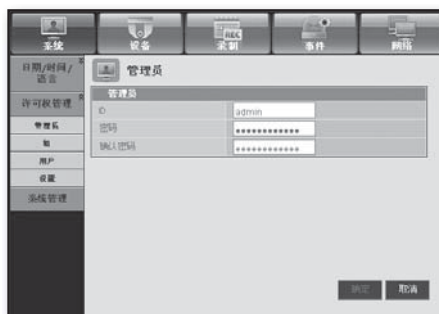 系统 设备 录制 事件 网络
REC
日期/时间/
语言
许可权管理
管理员
组
用户
设置
系统管理
管理员
管理员
ID
admin
密码
************
确认密码
************
确定 取消